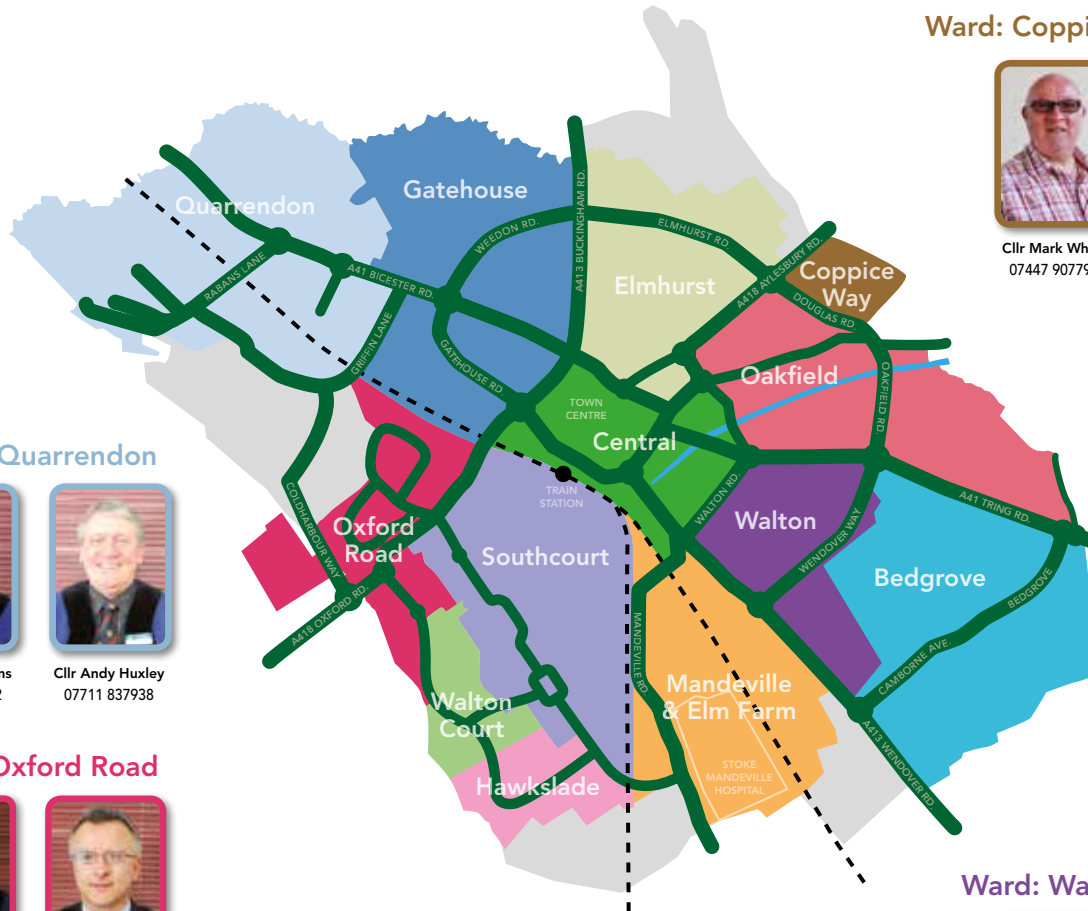 Ward: Coppi
Cllr Mark Wh
07447 9077
Quarrendon
Gatehouse
Elmhurst
Coppice
Way
Oakfield
TOWN
CENTRE
Central
TRAIN
STATION
Walton
Bedgrove
Southcourt
Oxford
Road
Walton
Court
Hawkslade
Mandeville
& Elm Farm
STOKE
MANDEVILLE
HOSPITAL
RABANS LANE
A41 BICESTER RD.
GRIFFIN LANE
WEEDON RD.
GATEHOUSE RD.
A413 BUCKINGHAM RD.
ELMHURST RD.
A418 AYLESBURY RD.
DOUGLAS RD.
OAKFIELD RD.
A41 TRING RD.
WALTON RD.
WENDOVER WAY
BEDGROVE
CAMBORNE AVE.
A413 WENDOVER RD.
MANDEVILLE RD.
COLDHARBOUR WAY
A418 OXFORD RD.
Quarrendon
ns
2
Cllr Andy Huxley
07711 837938
Oxford Road
Ward: Wa